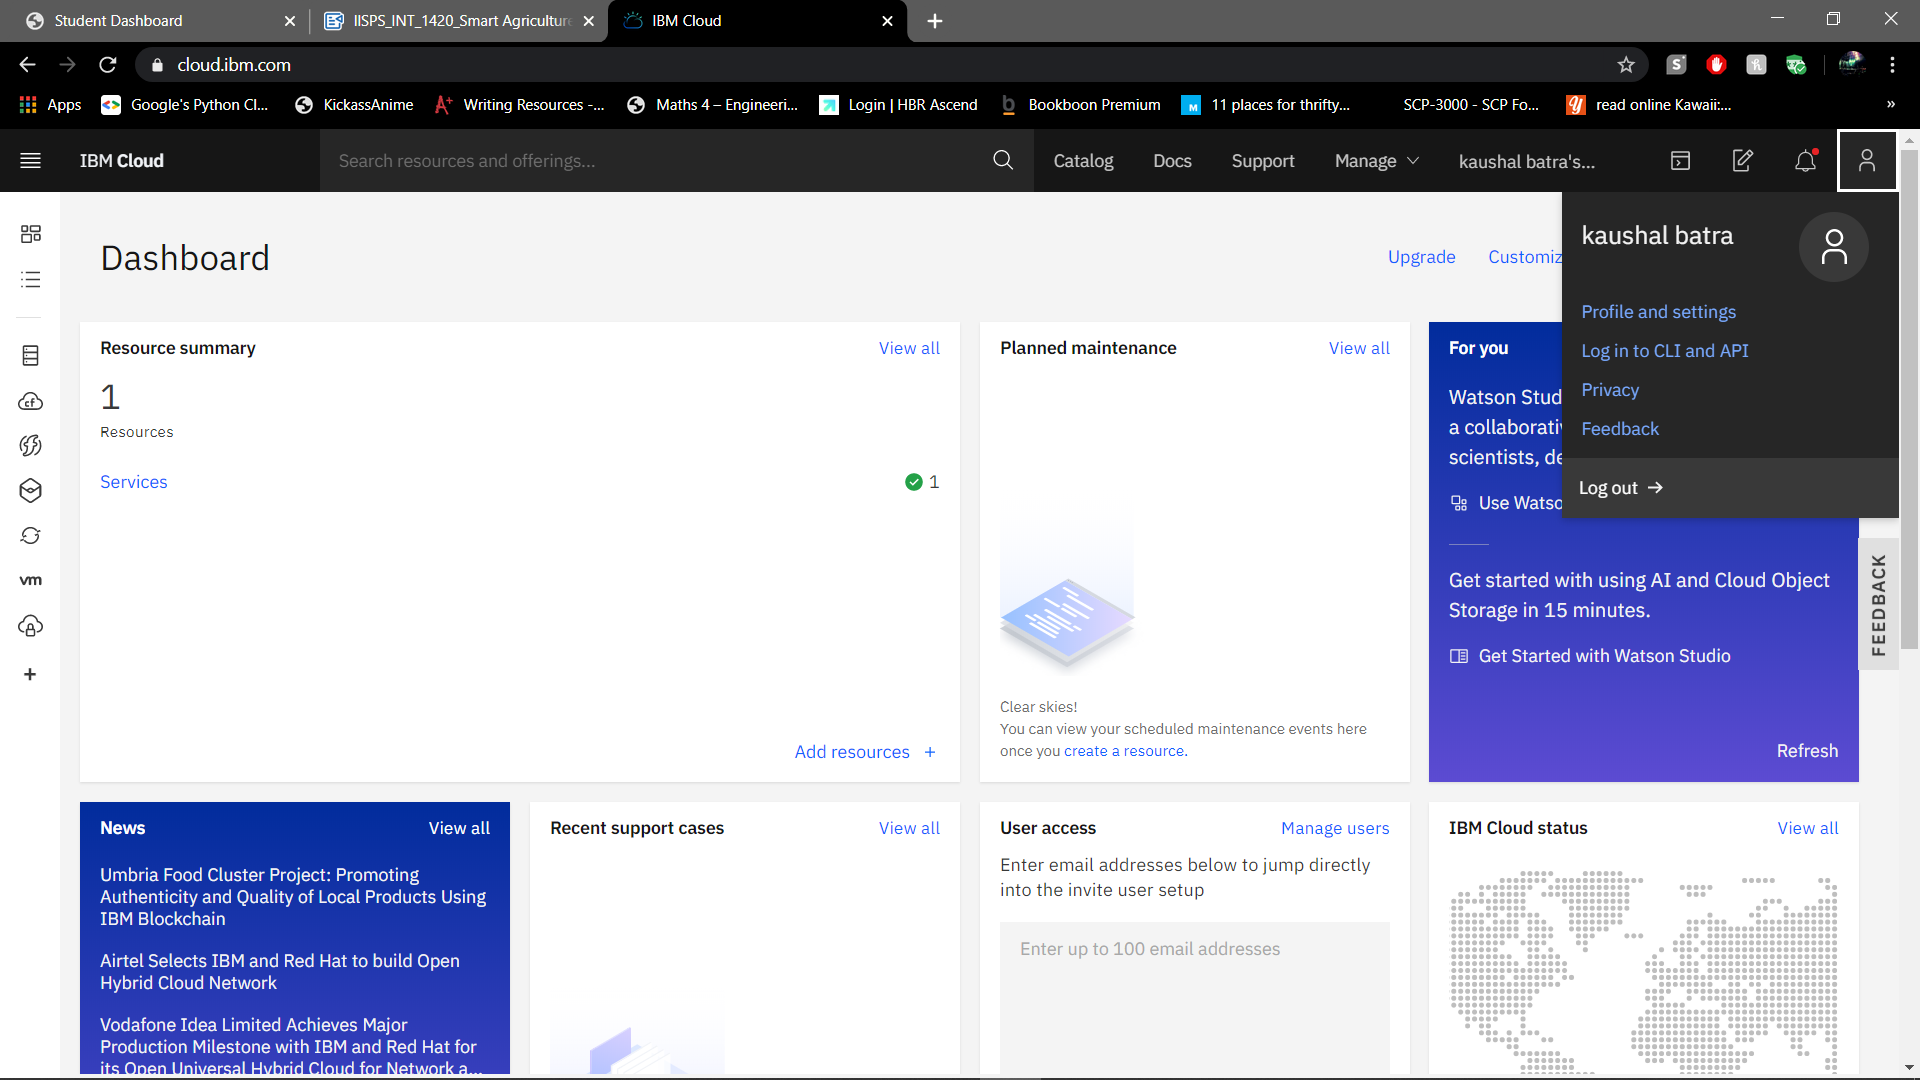 Student Dashboard
IISPS_INT_1420_Smart Agriculture
IBM Cloud
cloud.ibm.com
Apps
Google's Python Cl...
KickassAnime
Writing Resources -...
Maths 4 – Engineeri...
Login | HBR Ascend
Bookboon Premium
11 places for thrifty...
SCP-3000 - SCP Fo...
read online Kawaii:...
»
IBM Cloud
Search resources and offerings...
Catalog
Docs
Support
Manage
kaushal batra's...
Dashboard
Upgrade
Customiz
kaushal batra
Profile and settings
Log in to CLI and API
Privacy
Feedback
Log out
Resource summary
View all
1
Resources
Services
1
Add resources +
Planned maintenance
View all
Clear skies!
You can view your scheduled maintenance events here
once you create a resource.
For you
Watson Stud
a collaborati
scientists, de
Use Watso
Get started with using AI and Cloud Object
Storage in 15 minutes.
Get Started with Watson Studio
Refresh
FEEDBACK
cf
vm
News
View all
Umbria Food Cluster Project: Promoting
Authenticity and Quality of Local Products Using
IBM Blockchain
Airtel Selects IBM and Red Hat to build Open
Hybrid Cloud Network
Vodafone Idea Limited Achieves Major
Production Milestone with IBM and Red Hat for
its Open Universal Hybrid Cloud for Network a...
Recent support cases
View all
User access
Manage users
Enter email addresses below to jump directly
into the invite user setup
Enter up to 100 email addresses
IBM Cloud status
View all